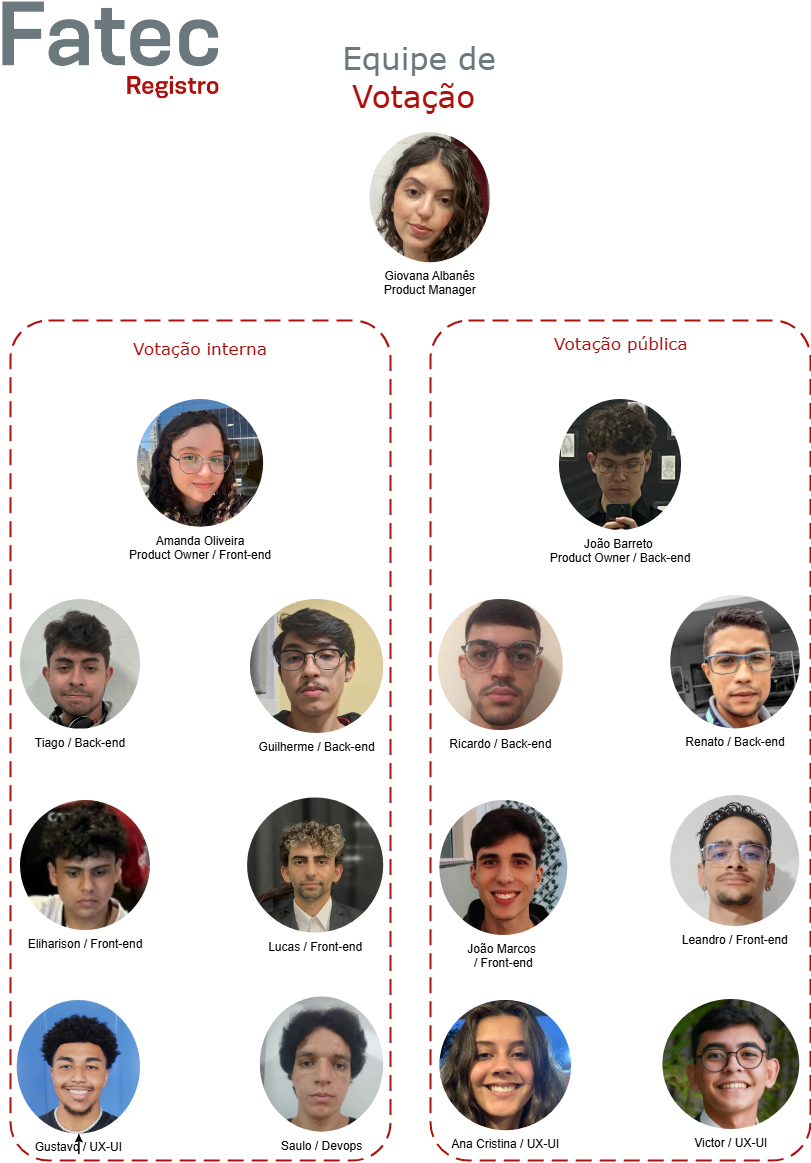 Fatec
Registro
Equipe de
Votação
Giovana Albanês
Product Manager
Votação interna
Amanda Oliveira
Product Owner / Front-end
Tiago / Back-end
Guilherme / Back-end
Eliharison / Front-end
Lucas / Front-end
Gustavo / UX-UI
Saulo / Devops
Votação pública
João Barreto
Product Owner / Back-end
Ricardo / Back-end
Renato / Back-end
João Marcos
/ Front-end
Leandro / Front-end
Ana Cristina / UX-UI
Victor / UX-UI